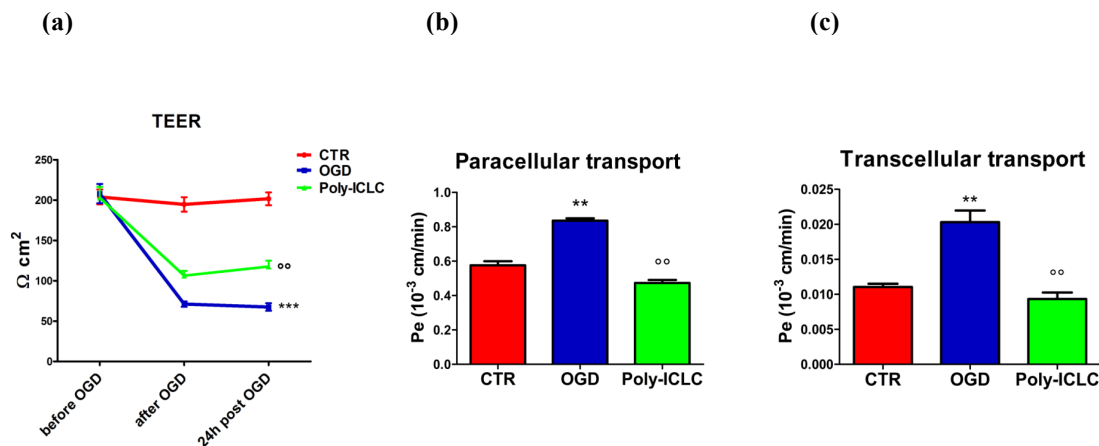 (a)
(b)
(c)
TEER
CTR
OGD
Poly-ICLC
Ω cm²
250
200
150
100
50
0
°°
***
before OGD
after OGD
24h post OGD
Paracellular transport
Pe (10⁻³ cm/min)
1.0
0.8
0.6
0.4
0.2
0.0
**
°°
CTR OGD Poly-ICLC
Transcellular transport
Pe (10⁻³ cm/min)
0.025
0.020
0.015
0.010
0.005
0.000
**
°°
CTR OGD Poly-ICLC